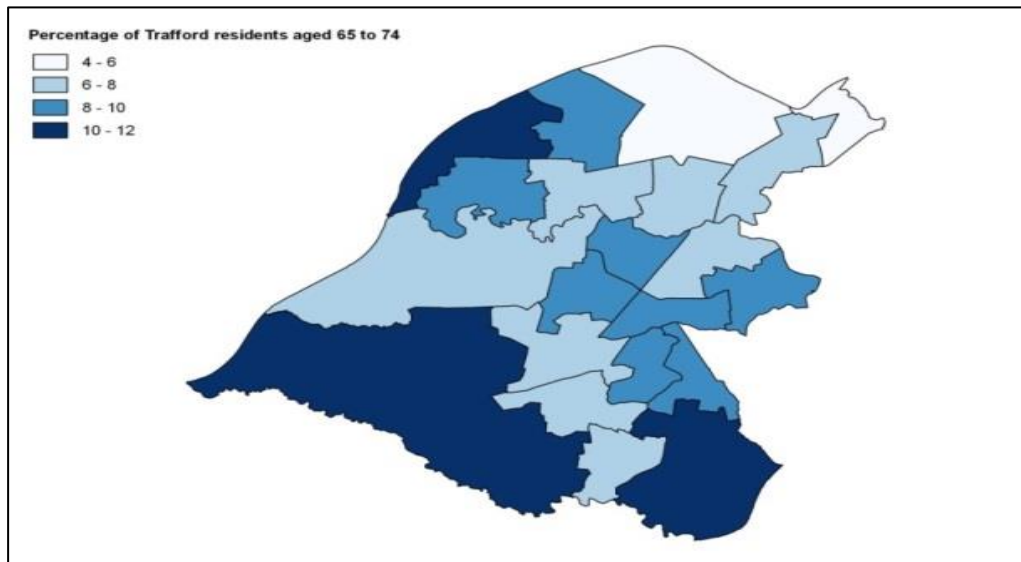 Percentage of Trafford residents aged 65 to 74
4 - 6
6 - 8
8 - 10
10 - 12